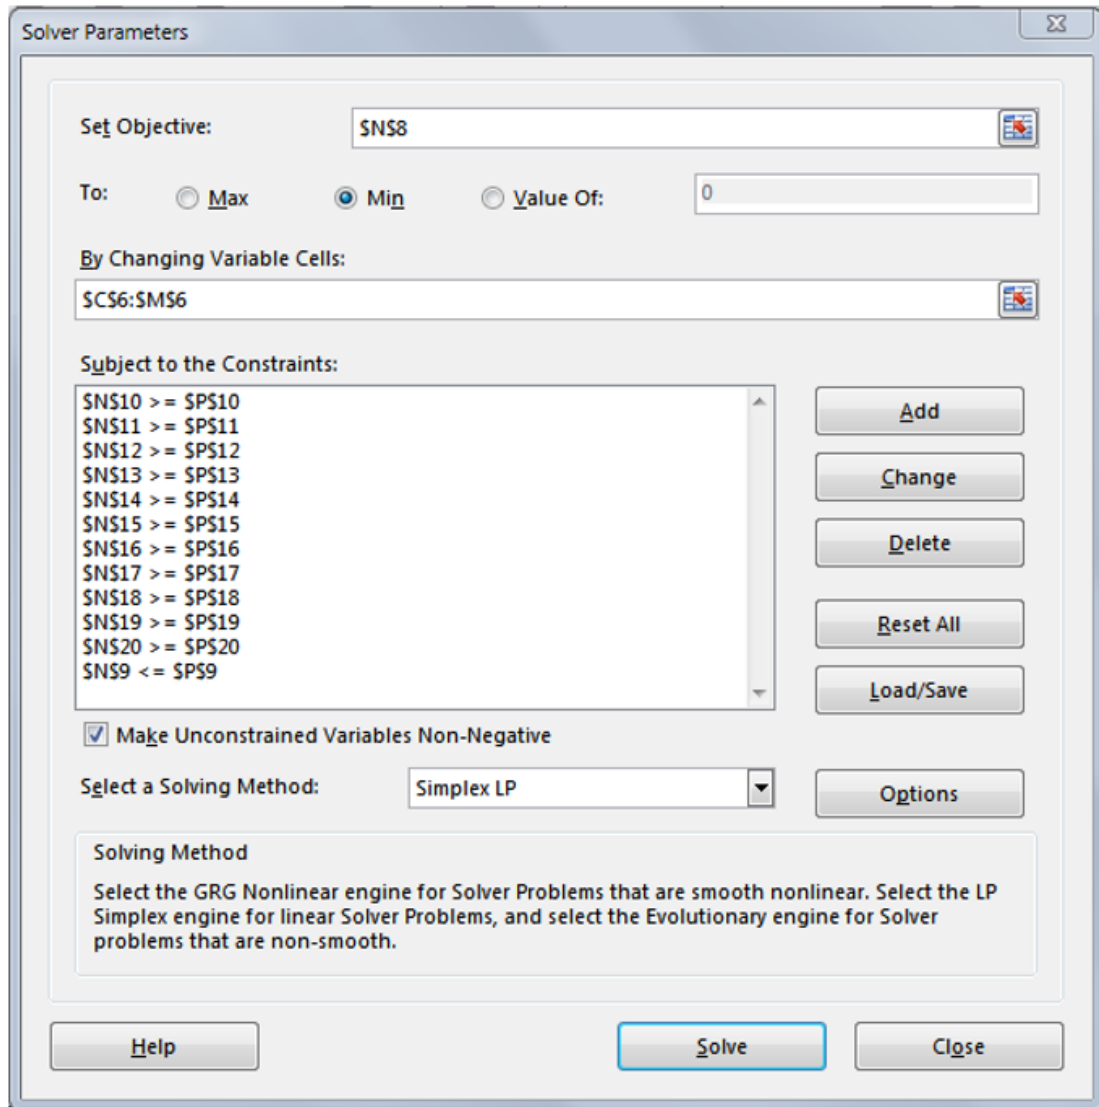 Solver Parameters
Set Objective:
$N$8
To:
Max
Min
Value Of:
0
By Changing Variable Cells:
$C$6:$M$6
Subject to the Constraints:
$N$10 >= $P$10
$N$11 >= $P$11
$N$12 >= $P$12
$N$13 >= $P$13
$N$14 >= $P$14
$N$15 >= $P$15
$N$16 >= $P$16
$N$17 >= $P$17
$N$18 >= $P$18
$N$19 >= $P$19
$N$20 >= $P$20
$N$9 <= $P$9
Add
Change
Delete
Reset All
Load/Save
Make Unconstrained Variables Non-Negative
Select a Solving Method:
Simplex LP
Options
Solving Method
Select the GRG Nonlinear engine for Solver Problems that are smooth nonlinear. Select the LP
Simplex engine for linear Solver Problems, and select the Evolutionary engine for Solver
problems that are non-smooth.
Help
Solve
Close